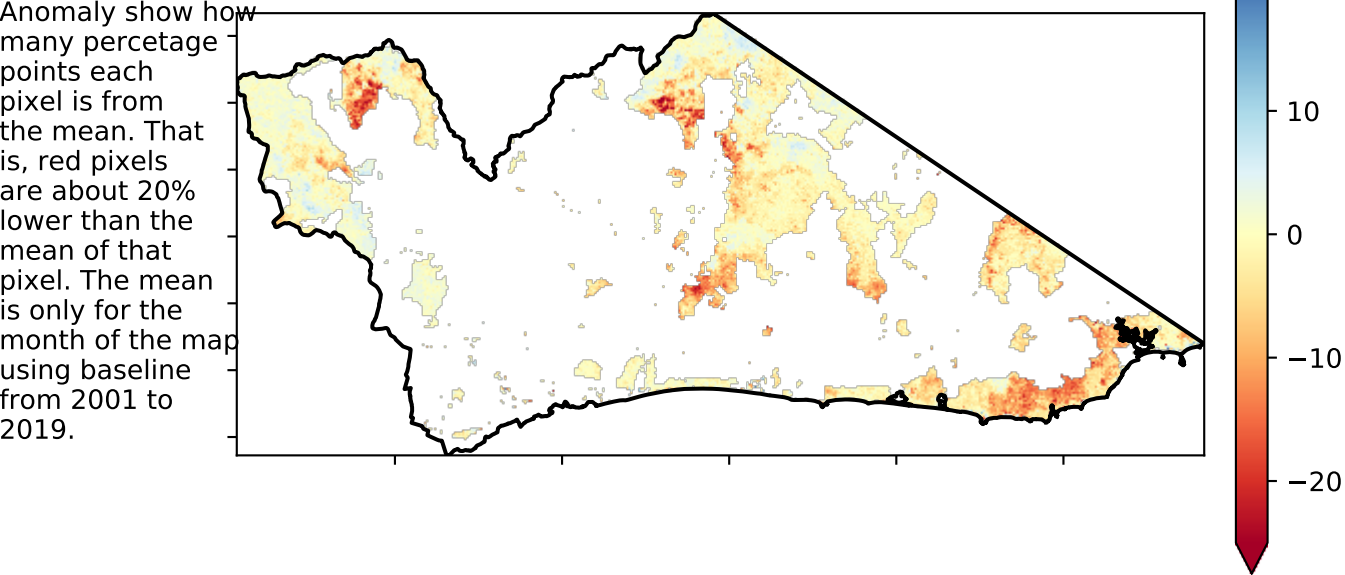 Anomaly show how
many percetage
points each
pixel is from
the mean. That
is, red pixels
are about 20%
lower than the
mean of that
pixel. The mean
is only for the
month of the map
using baseline
from 2001 to
2019.
10
0
−10
−20